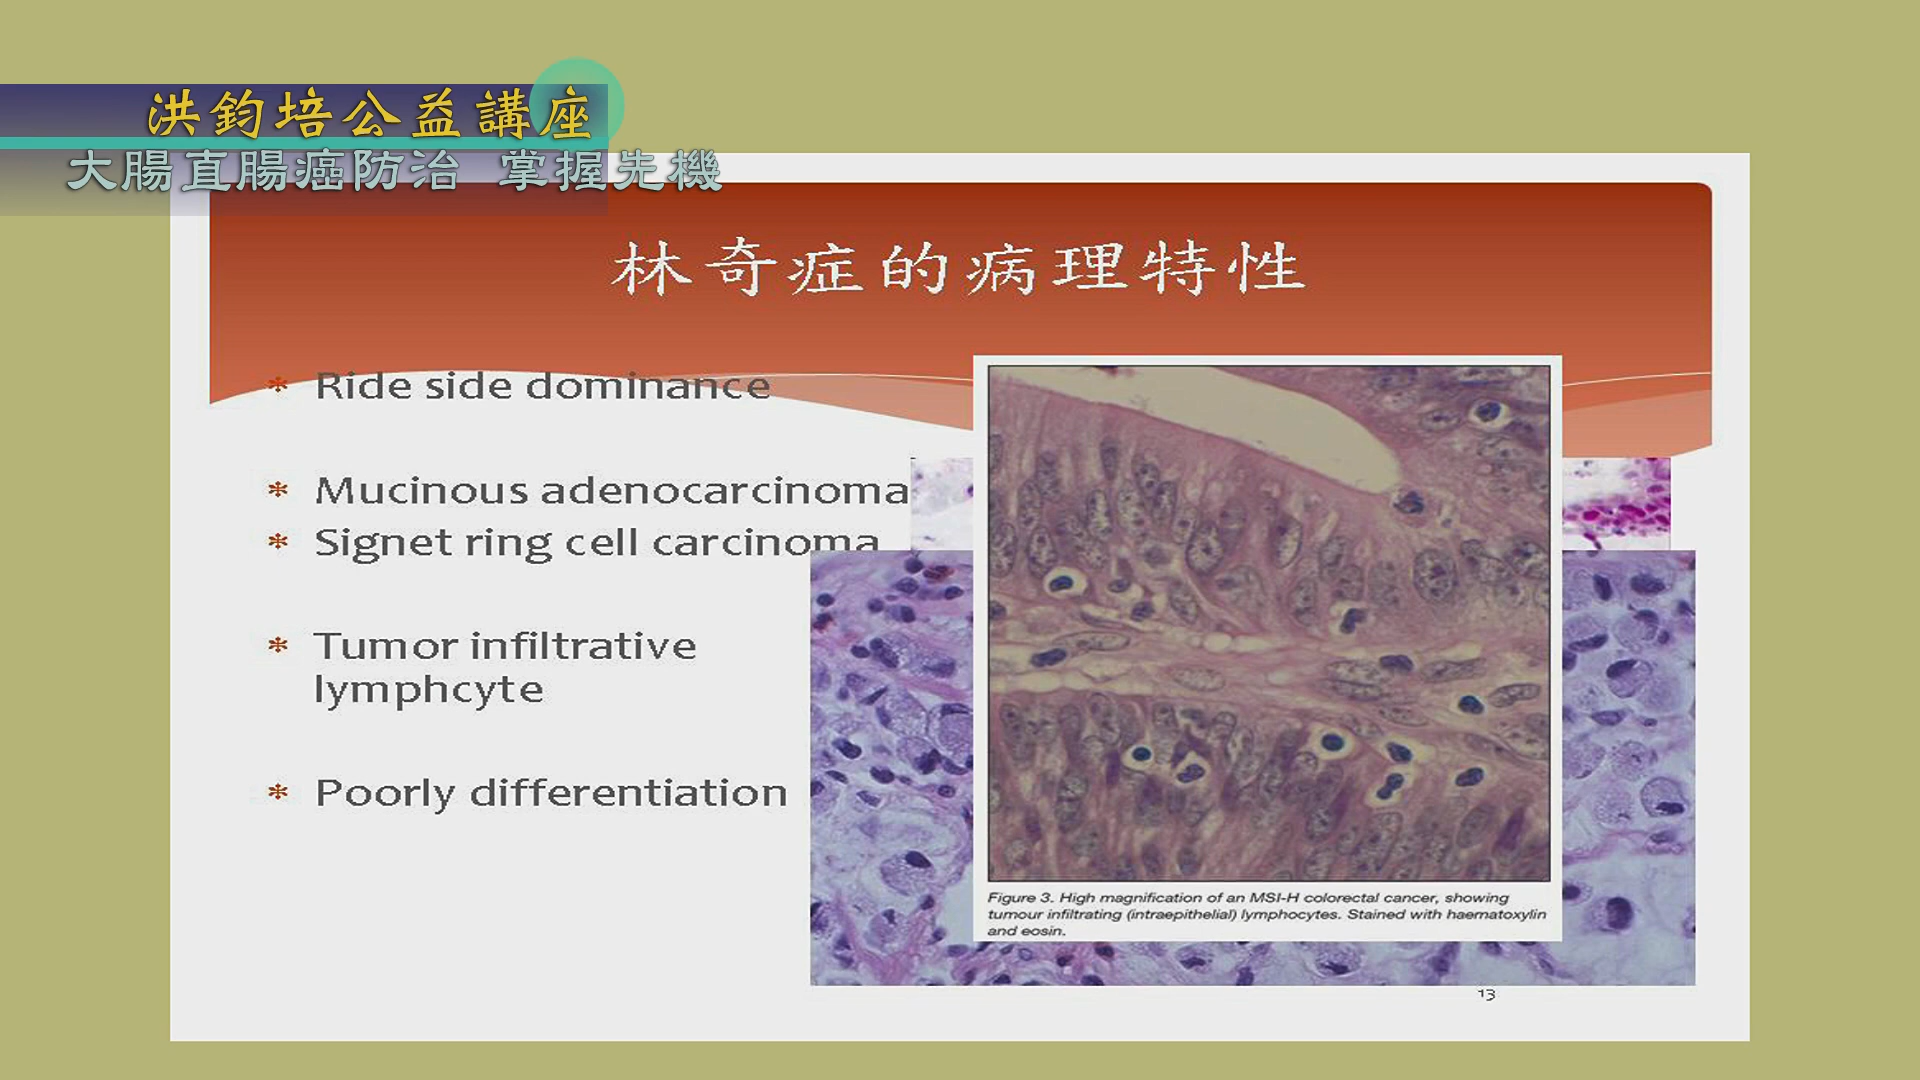 洪鈞培公益講座
大腸直腸癌防治 掌握先機
林奇症的病理特性
* Ride side dominance
* Mucinous adenocarcinoma
* Signet ring cell carcinoma
* Tumor infiltrative
lymphcyte
* Poorly differentiation
Figure 3. High magnification of an MSI-H colorectal cancer, showing
tumour infiltrating (intraepithelial) lymphocytes. Stained with haematoxylin
and eosin.
13